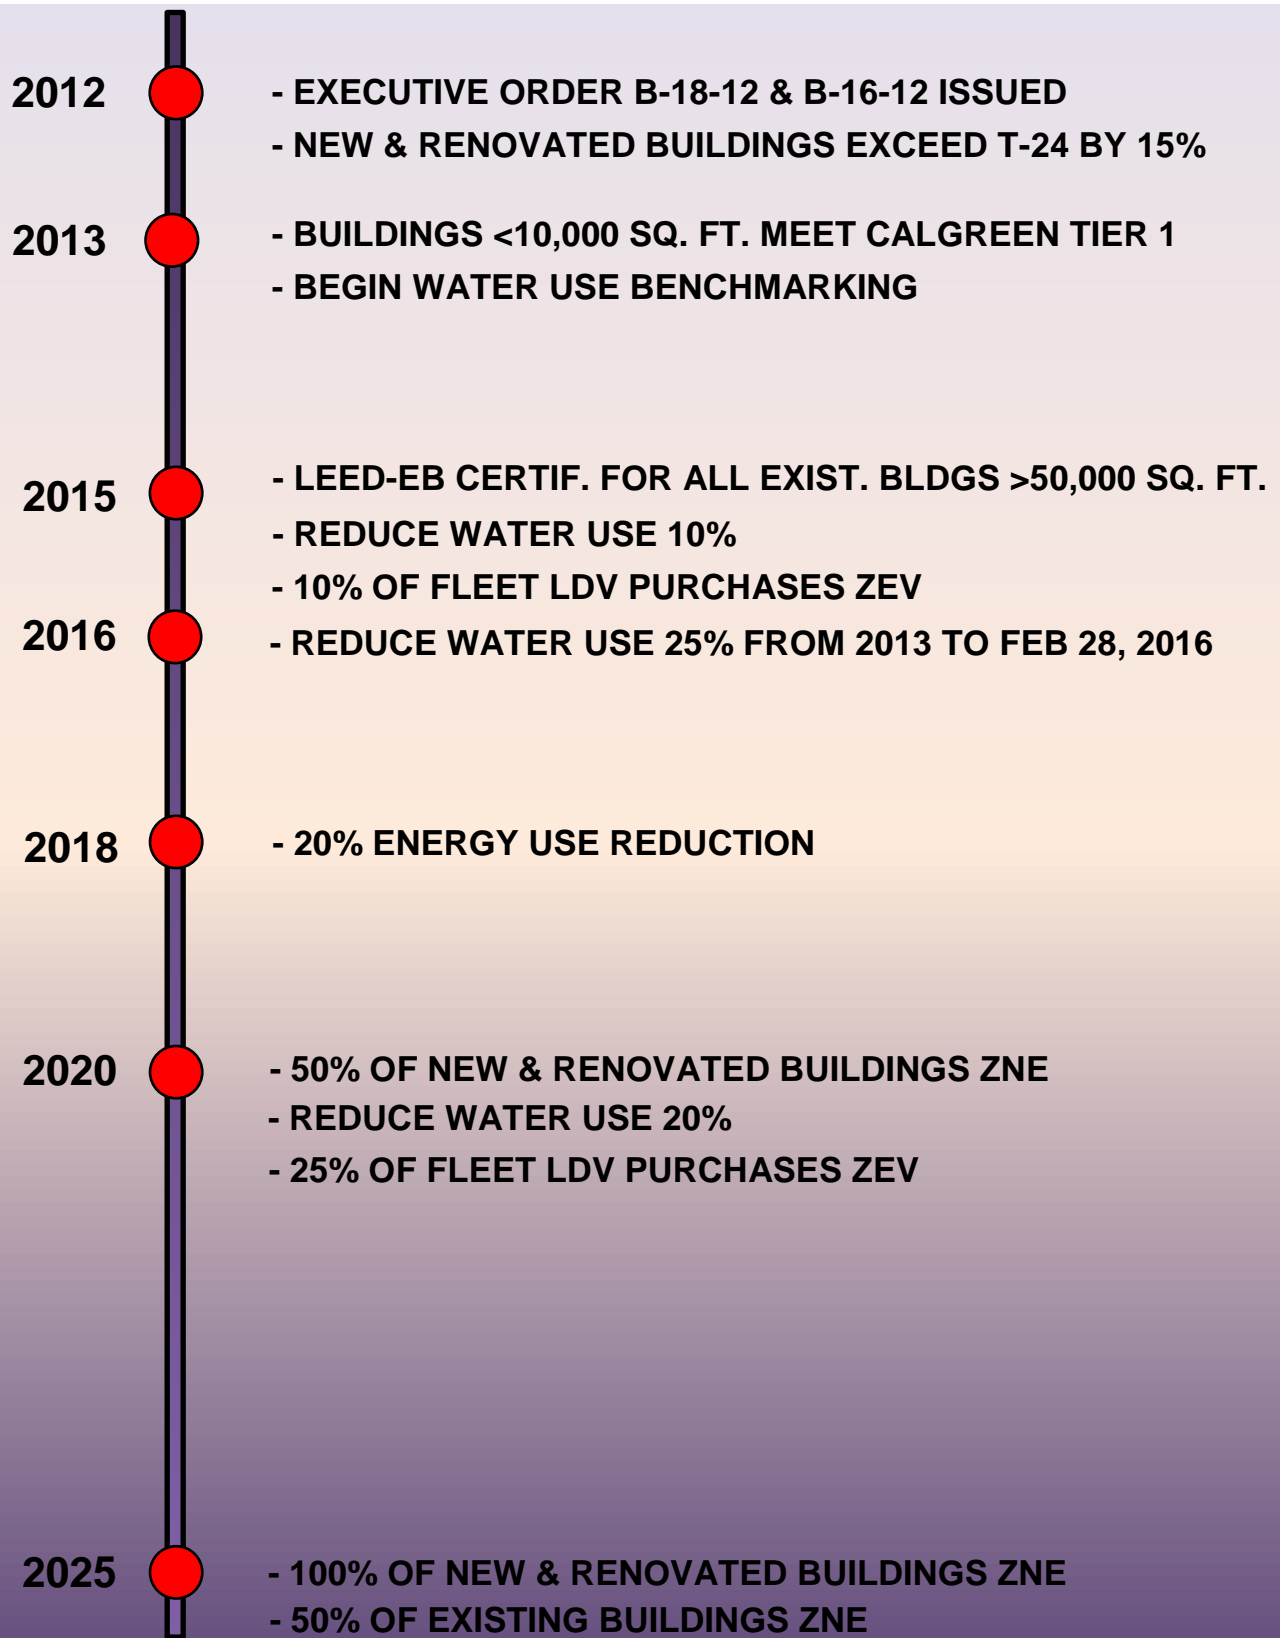 2012
- EXECUTIVE ORDER B-18-12 & B-16-12 ISSUED
- NEW & RENOVATED BUILDINGS EXCEED T-24 BY 15%
2013
- BUILDINGS <10,000 SQ. FT. MEET CALGREEN TIER 1
- BEGIN WATER USE BENCHMARKING
2015
- LEED-EB CERTIF. FOR ALL EXIST. BLDGS >50,000 SQ. FT.
- REDUCE WATER USE 10%
- 10% OF FLEET LDV PURCHASES ZEV
2016
- REDUCE WATER USE 25% FROM 2013 TO FEB 28, 2016
2018
- 20% ENERGY USE REDUCTION
2020
- 50% OF NEW & RENOVATED BUILDINGS ZNE
- REDUCE WATER USE 20%
- 25% OF FLEET LDV PURCHASES ZEV
2025
- 100% OF NEW & RENOVATED BUILDINGS ZNE
- 50% OF EXISTING BUILDINGS ZNE